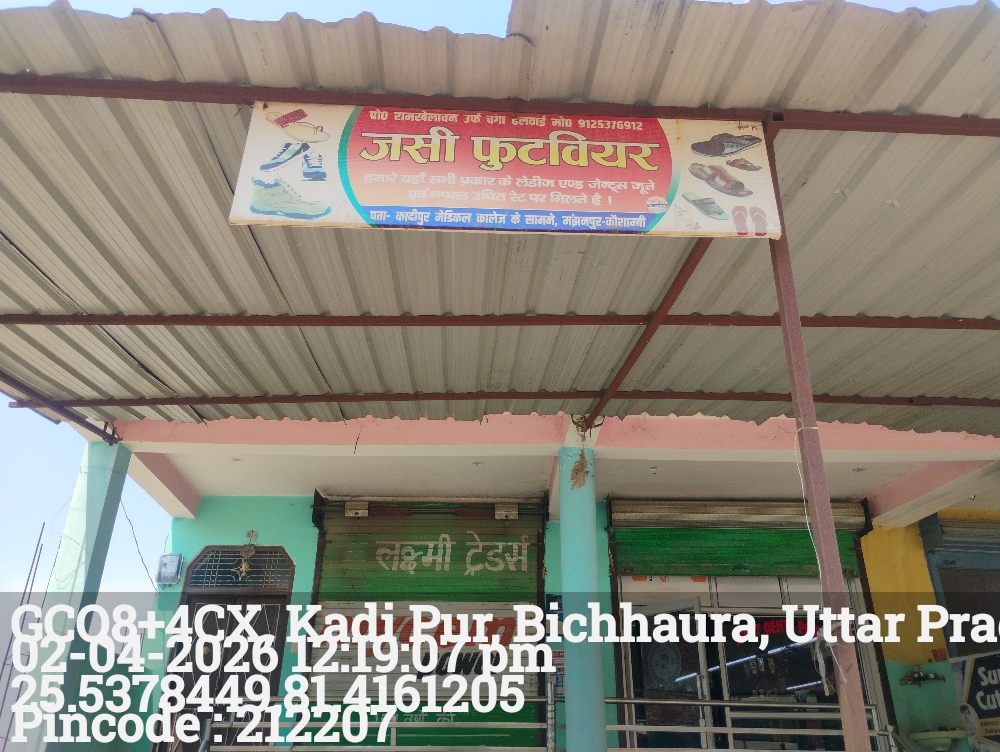 प्रो० रामखेलावन उर्फ चंगा हलवाई मो० 9125376912
जसी फुटवियर
हमारे यहाँ सभी प्रकार के लेडीज एण्ड जेन्ट्स जूते
एवं चप्पल उचित रेट पर मिलते है !
पता- कादीपुर मेडिकल कालेज के सामने, मंझनपुर-कौशाम्बी
लक्ष्मी ट्रेडर्स
GCQ8+4CX, Kadi Pur, Bichhaura, Uttar Prad
02-04-2026 12:19:07 pm
25.5378449,81.4161205
Pincode : 212207